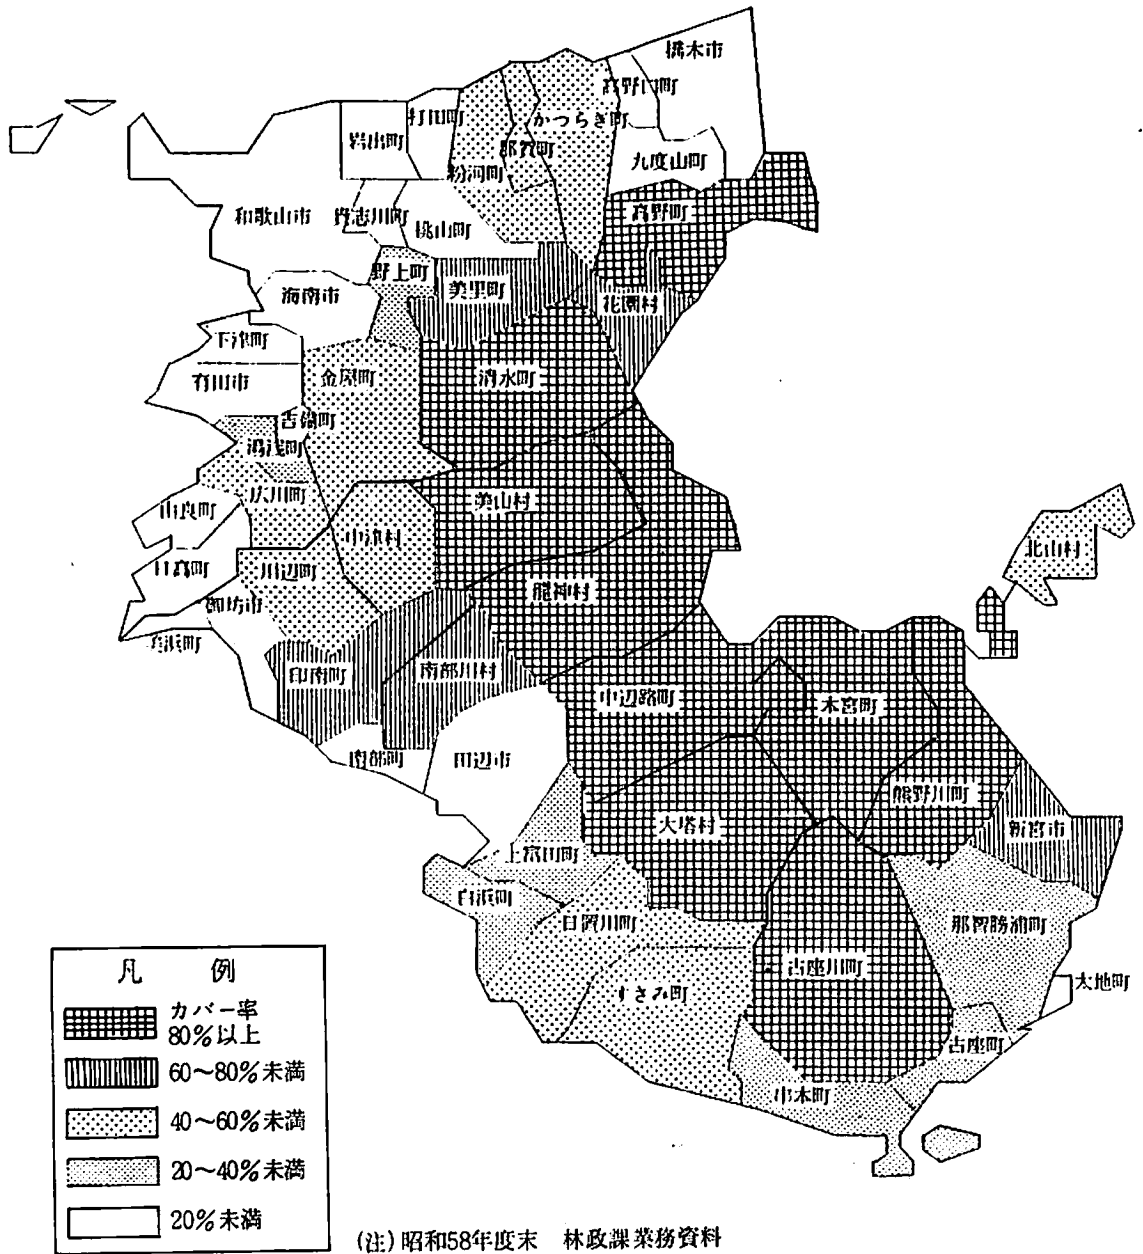 橋本市
高野口町
打田町
かつらぎ町
岩出町
那賀町
九度山町
粉河町
高野町
和歌山市
貴志川町
桃山町
野上町
美里町
海南市
花園村
下津町
清水町
有田市
金屋町
吉備町
湯浅町
広川町
美山村
由良町
中津村
北山村
日高町
川辺町
龍神村
御坊市
美浜町
印南町
南部川村
中辺路町
本宮町
南部町
田辺市
熊野川町
大塔村
新宮市
上富田町
白浜町
日置川町
那智勝浦町
古座川町
すさみ町
太地町
古座町
串本町
凡 例
カバー率
80%以上
60～80%未満
40～60%未満
20～40%未満
20%未満
(注)昭和58年度末 林政課業務資料